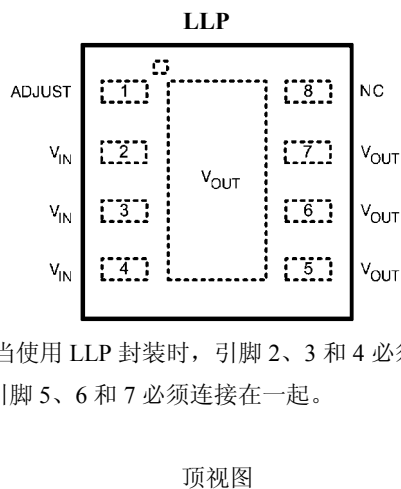 LLP
ADJUST 1 8 NC
VIN 2 7 VOUT
VOUT
VIN 3 6 VOUT
VIN 4 5 VOUT
当使用 LLP 封装时，引脚 2、3 和 4 必
脚 5、6 和 7 必须连接在一起。
顶视图